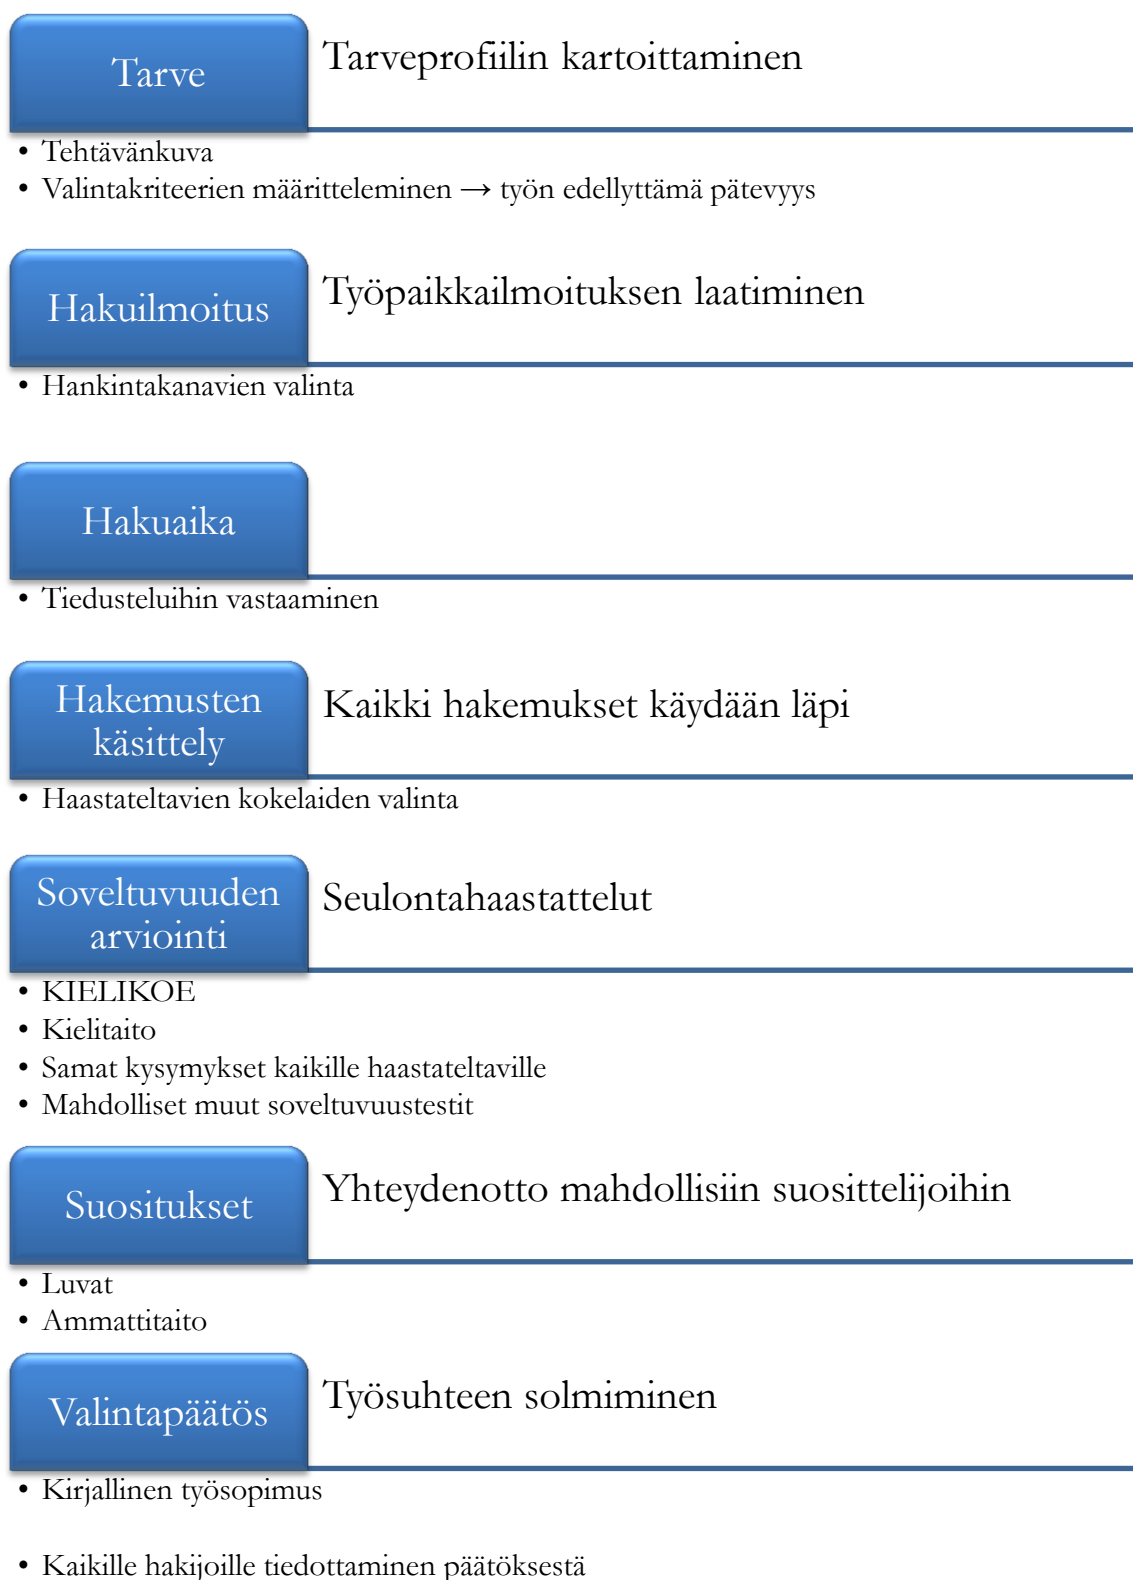 Tarve
Tarveprofiilin kartoittaminen
• Tehtävänkuva
• Valintakriteerien määritteleminen → työn edellyttämä pätevyys
Hakuilmoitus
Työpaikkailmoituksen laatiminen
• Hankintakanavien valinta
Hakuaika
• Tiedusteluihin vastaaminen
Hakemusten
käsittely
Kaikki hakemukset käydään läpi
• Haastateltavien kokelaiden valinta
Soveltuvuuden
arviointi
Seulontahaastattelut
• KIELIKOE
• Kielitaito
• Samat kysymykset kaikille haastateltaville
• Mahdolliset muut soveltuvuustestit
Suositukset
Yhteydenotto mahdollisiin suosittelijoihin
• Luvat
• Ammattitaito
Valintapäätös
Työsuhteen solmiminen
• Kirjallinen työsopimus
• Kaikille hakijoille tiedottaminen päätöksestä